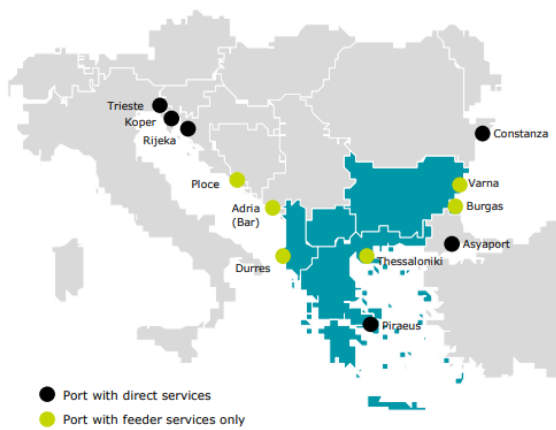 Trieste
Koper
Rijeka
Constanza
Ploce
Varna
Adria
(Bar)
Burgas
Asyaport
Durres
Thessaloniki
Piraeus
Port with direct services
Port with feeder services only